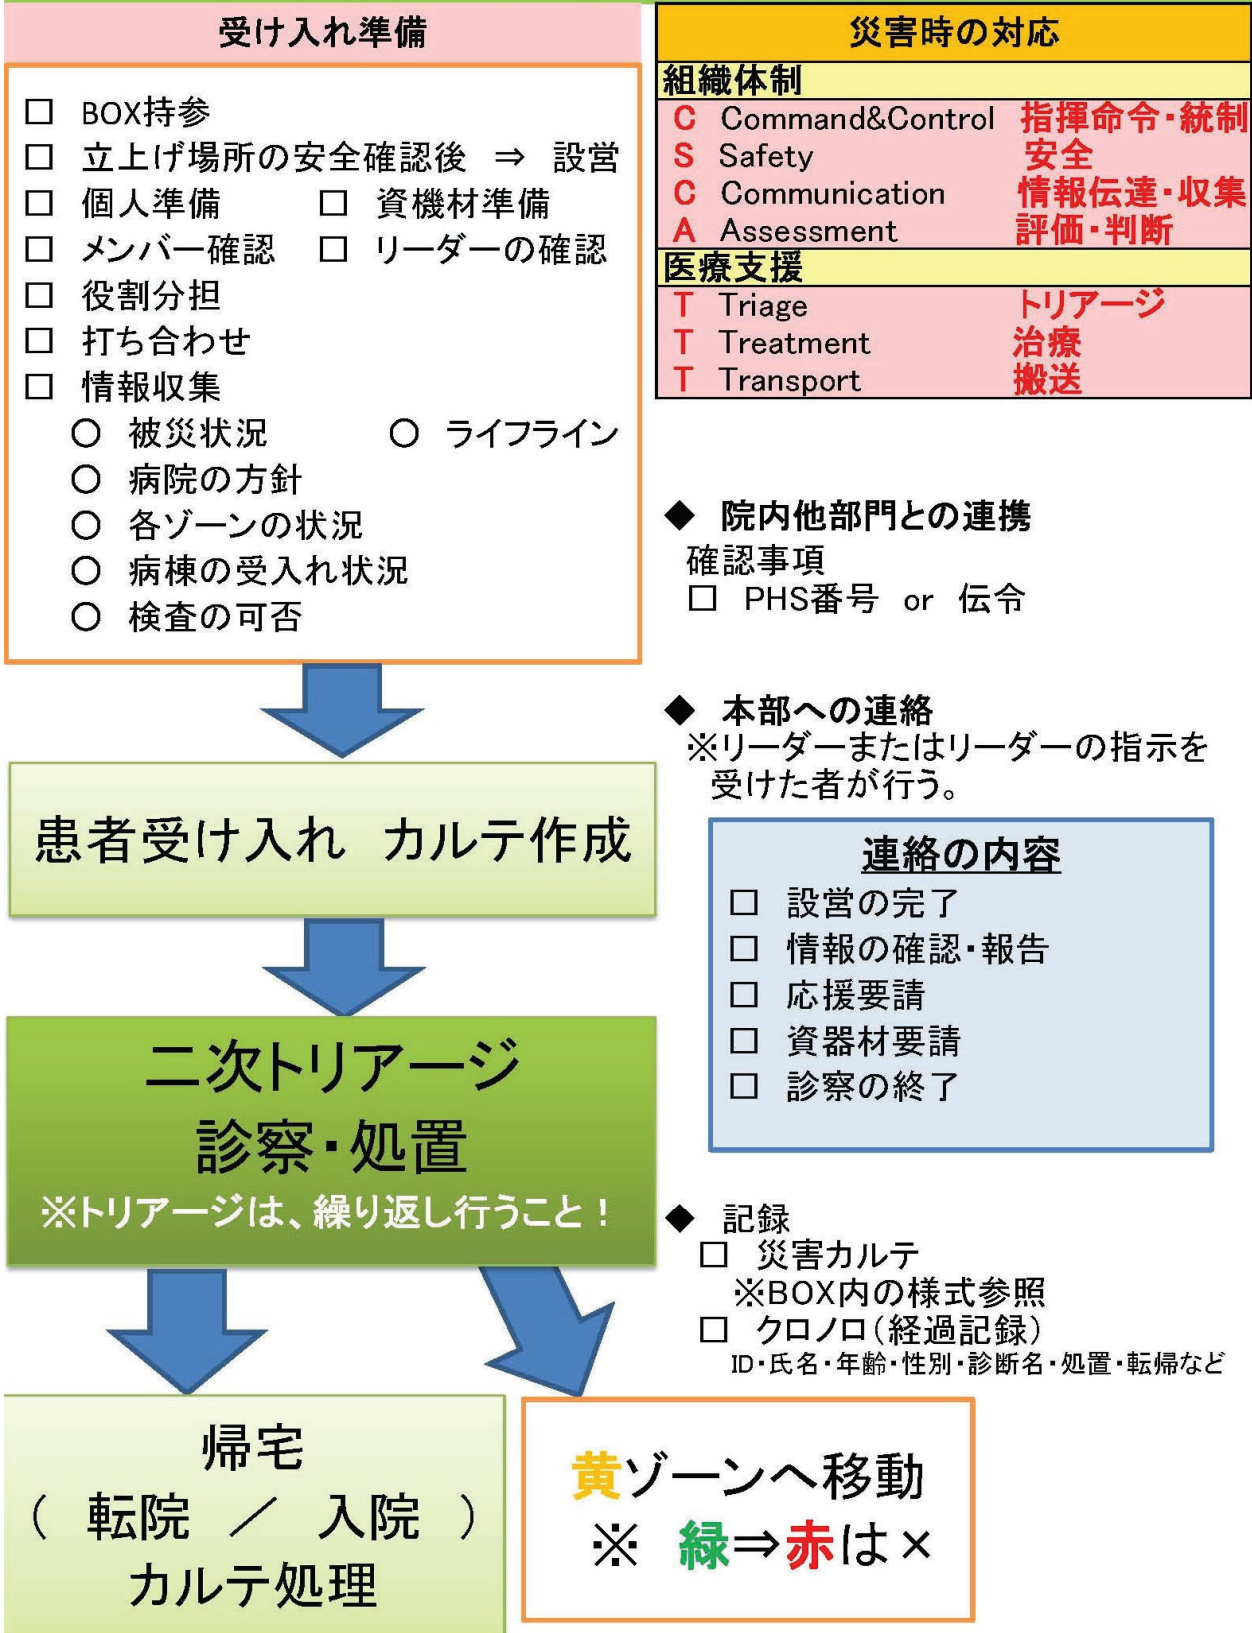 受け入れ準備
□ BOX持参
□ 立上げ場所の安全確認後 ⇒ 設営
□ 個人準備 □ 資機材準備
□ メンバー確認 □ リーダーの確認
□ 役割分担
□ 打ち合わせ
□ 情報収集
○ 被災状況 ○ ライフライン
○ 病院の方針
○ 各ゾーンの状況
○ 病棟の受入れ状況
○ 検査の可否
患者受け入れ カルテ作成
二次トリアージ
診察・処置
※トリアージは、繰り返し行うこと！
帰宅
（ 転院 ／ 入院 ）
カルテ処理
黄ゾーンへ移動
※ 緑⇒赤は×
災害時の対応
組織体制
C Command&Control 指揮命令・統制
S Safety 安全
C Communication 情報伝達・収集
A Assessment 評価・判断
医療支援
T Triage トリアージ
T Treatment 治療
T Transport 搬送
◆ 院内他部門との連携
確認事項
□ PHS番号 or 伝令
◆ 本部への連絡
※リーダーまたはリーダーの指示を
受けた者が行う。
連絡の内容
□ 設営の完了
□ 情報の確認・報告
□ 応援要請
□ 資器材要請
□ 診察の終了
◆ 記録
□ 災害カルテ
※BOX内の様式参照
□ クロノロ（経過記録）
ID・氏名・年齢・性別・診断名・処置・転帰など